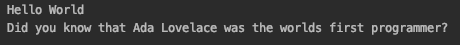 Hello World
Did you know that Ada Lovelace was the worlds first programmer?